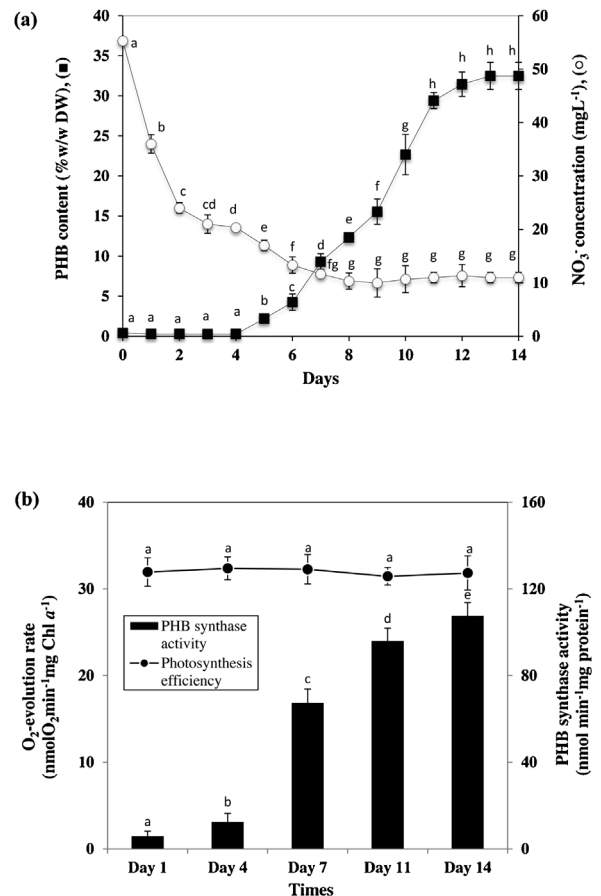 (a)
PHB content (% w/w DW), (■)
NO₃⁻ concentration (mgL⁻¹), (○)
40
35
30
25
20
15
10
5
0
60
50
40
30
20
10
0
a
b
c
cd
d
e
f
fg
g
g
g
g
g
g
g
a
a
a
a
a
b
c
d
e
f
g
h
h
h
h
0
2
4
6
8
10
12
14
Days
(b)
O₂-evolution rate
(nmolO₂min⁻¹mg Chl a⁻¹)
PHB synthase activity
(nmol min⁻¹mg protein⁻¹)
40
30
20
10
0
160
120
80
40
0
a
a
a
a
a
PHB synthase
activity
Photosynthesis
efficiency
a
b
c
d
e
Day 1
Day 4
Day 7
Day 11
Day 14
Times